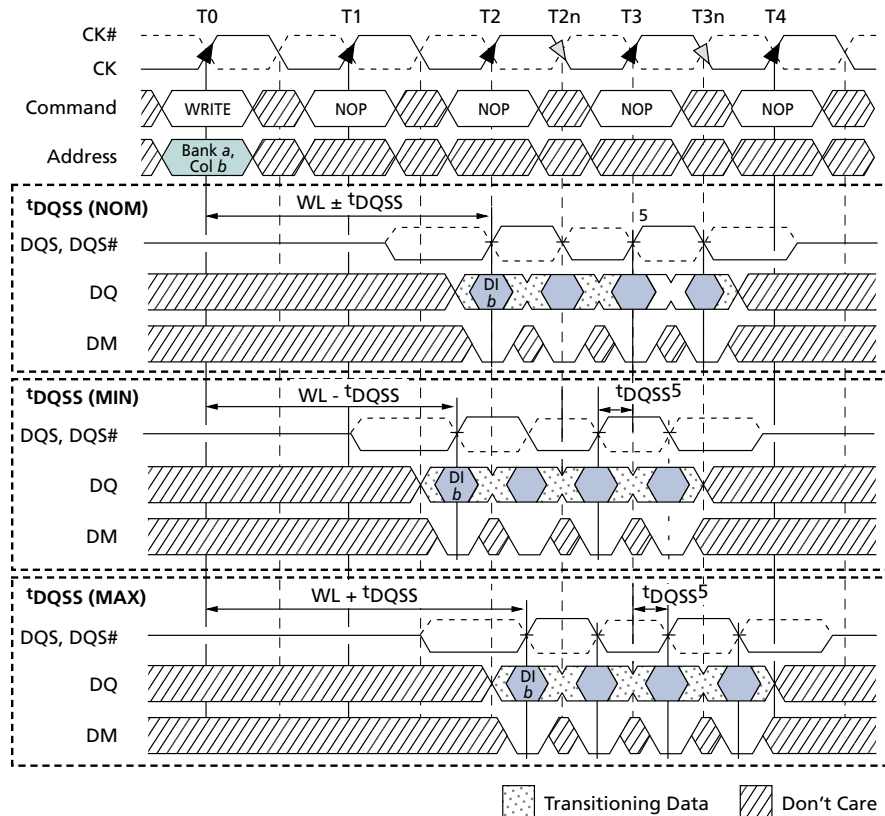 T0 T1 T2 T2n T3 T3n T4
CK#
CK
Command WRITE NOP NOP NOP NOP
Address Bank a,
Col b
tDQSS (NOM) WL ± tDQSS
5
DQS, DQS#
DQ DI
b
DM
tDQSS (MIN) WL - tDQSS tDQSS5
DQS, DQS#
DQ DI
b
DM
tDQSS (MAX) WL + tDQSS tDQSS5
DQS, DQS#
DQ DI
b
DM
Transitioning Data Don't Care